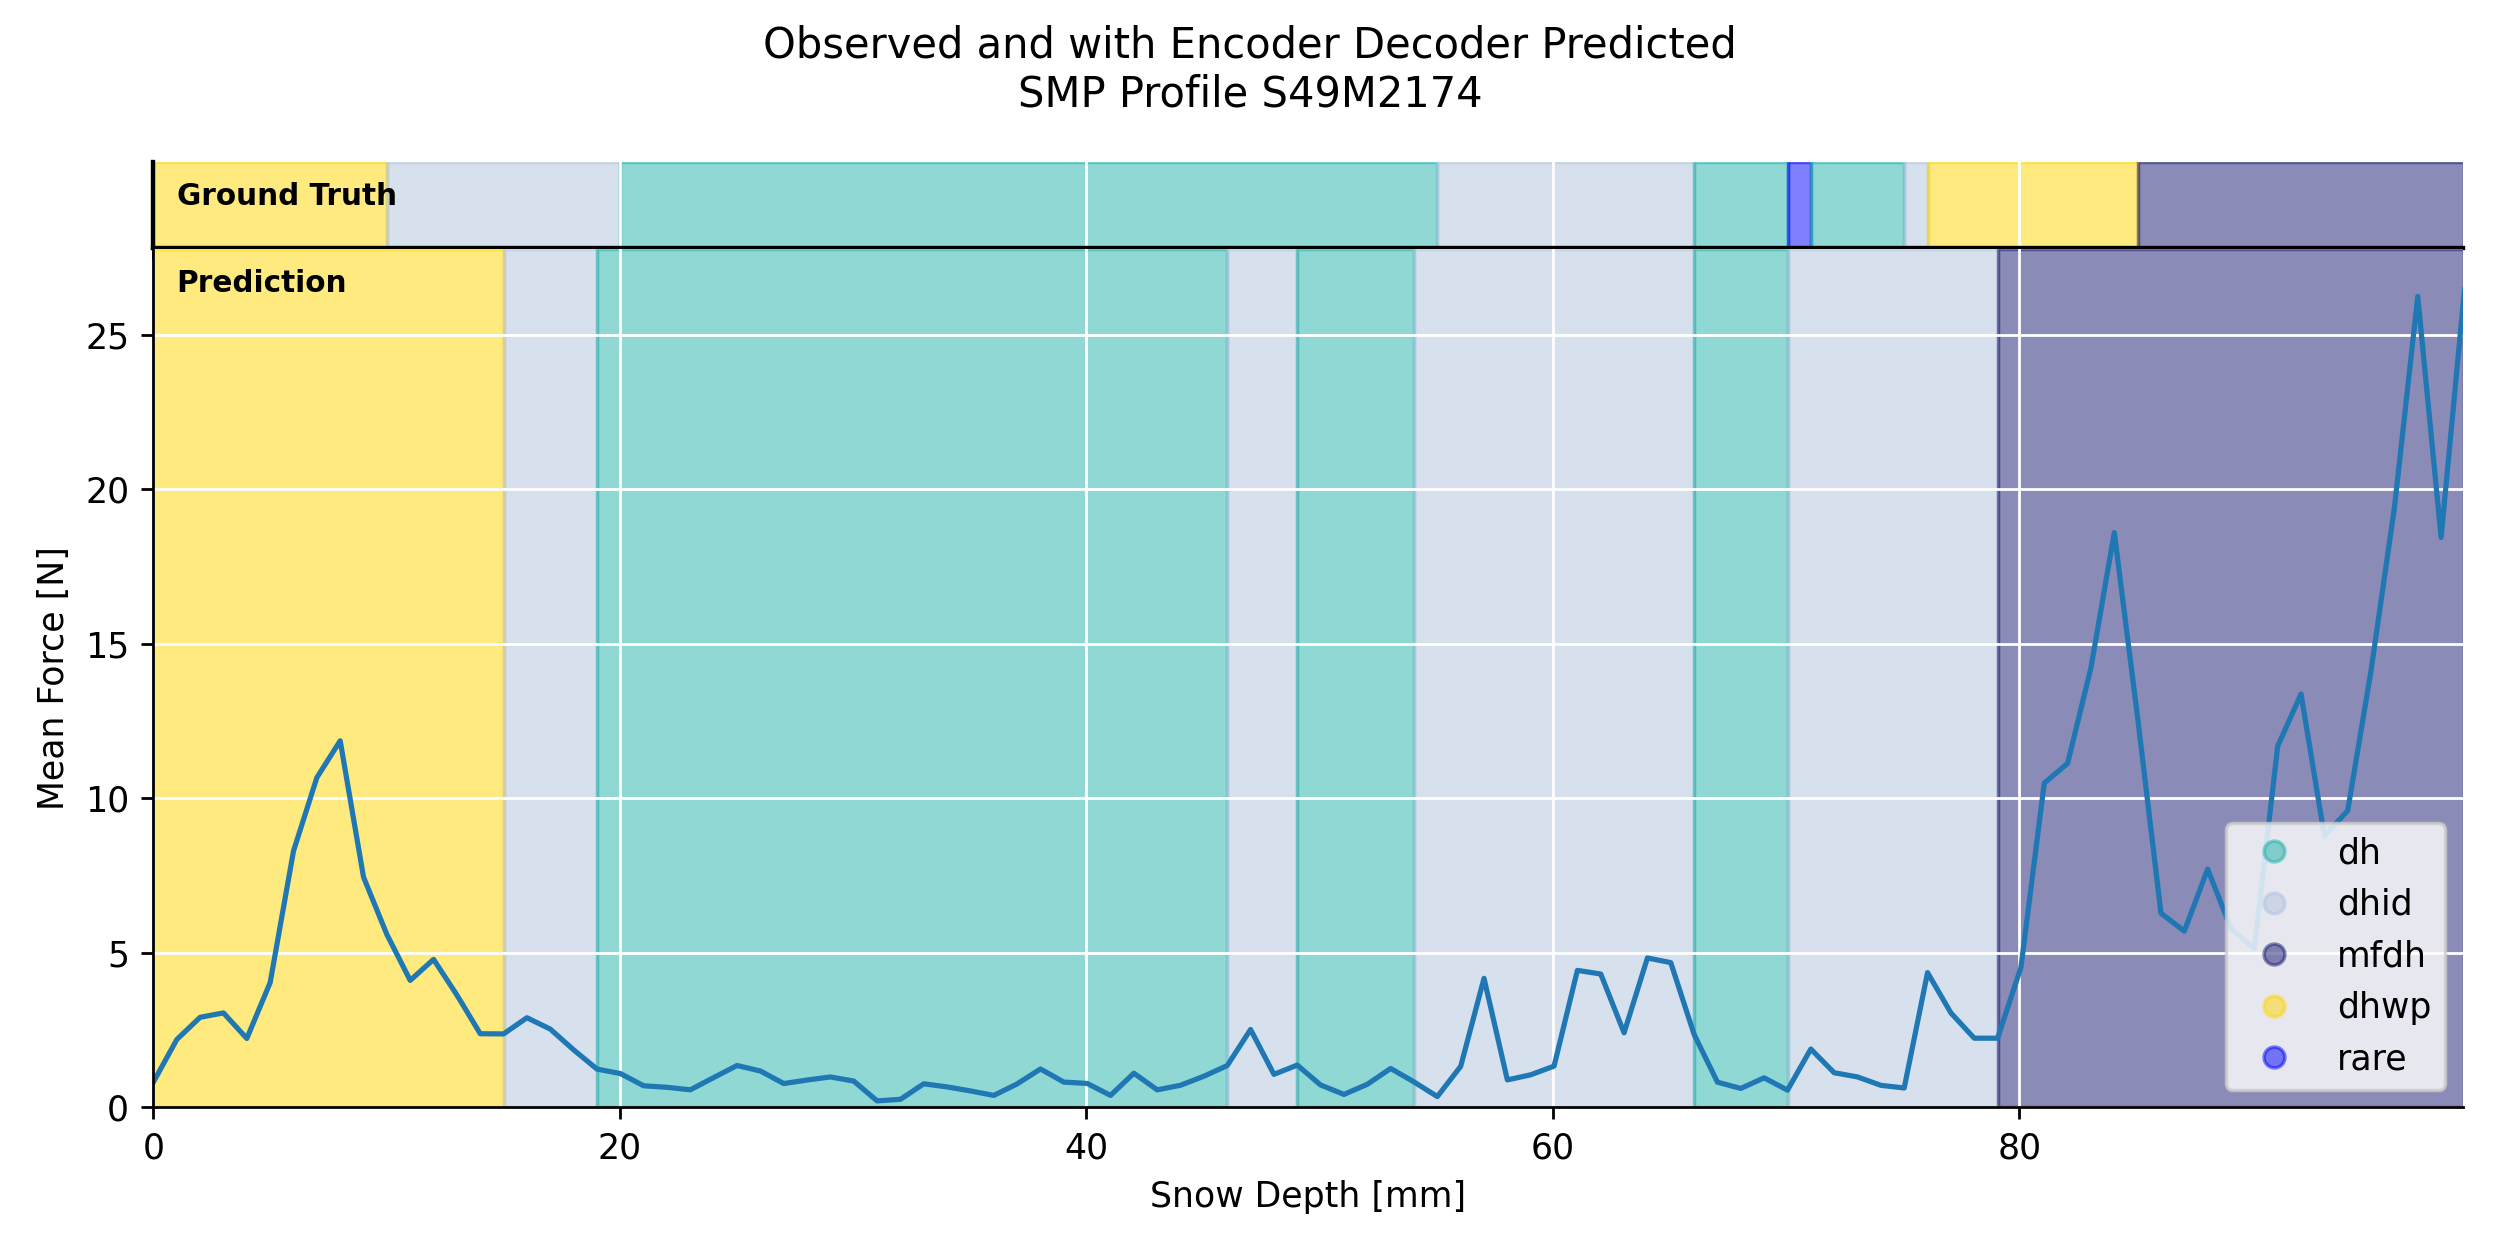 Observed and with Encoder Decoder Predicted
SMP Profile S49M2174
Ground Truth
Prediction
25
20
15
10
5
0
Mean Force [N]
0 20 40 60 80
Snow Depth [mm]
dh
dhid
mfdh
dhwp
rare